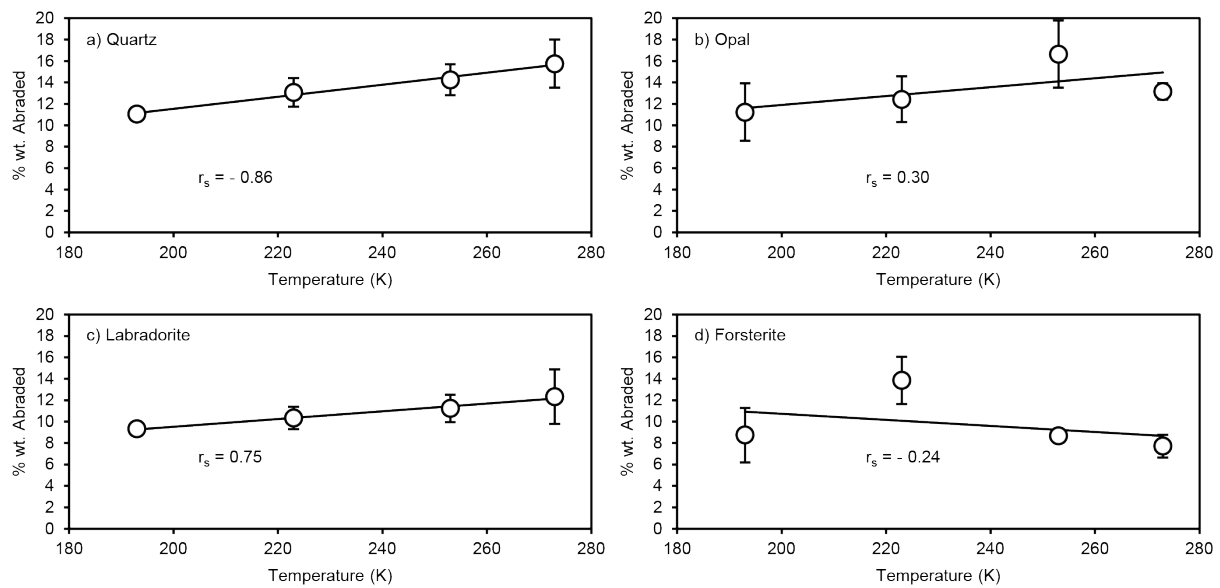 a) Quartz
% wt. Abraded
20
18
16
14
12
10
8
6
4
2
0
rₛ = - 0.86
180 200 220 240 260 280
Temperature (K)
b) Opal
% wt. Abraded
20
18
16
14
12
10
8
6
4
2
0
rₛ = 0.30
180 200 220 240 260 280
Temperature (K)
c) Labradorite
% wt. Abraded
20
18
16
14
12
10
8
6
4
2
0
rₛ = 0.75
180 200 220 240 260 280
Temperature (K)
d) Forsterite
% wt. Abraded
20
18
16
14
12
10
8
6
4
2
0
rₛ = - 0.24
180 200 220 240 260 280
Temperature (K)